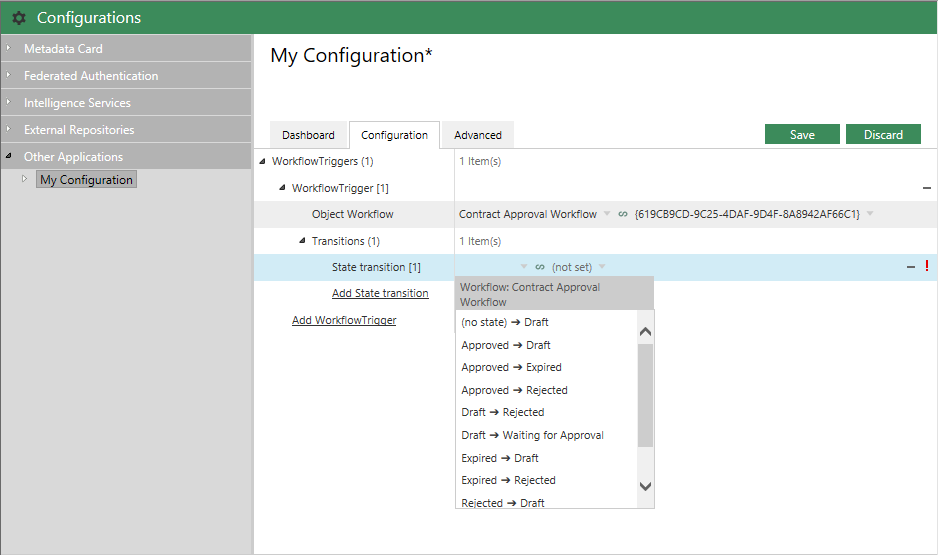 Configurations
Metadata Card
Federated Authentication
Intelligence Services
External Repositories
Other Applications
My Configuration
My Configuration*
Dashboard Configuration Advanced Save Discard
WorkflowTriggers (1) 1 Item(s)
WorkflowTrigger [1]
Object Workflow Contract Approval Workflow {619CB9CD-9C25-4DAF-9D4F-8A8942AF66C1}
Transitions (1) 1 Item(s)
State transition [1] (not set) !
Add State transition
Add WorkflowTrigger
Workflow: Contract Approval
Workflow
(no state) ➔ Draft
Approved ➔ Draft
Approved ➔ Expired
Approved ➔ Rejected
Draft ➔ Rejected
Draft ➔ Waiting for Approval
Expired ➔ Draft
Expired ➔ Rejected
Rejected ➔ Draft